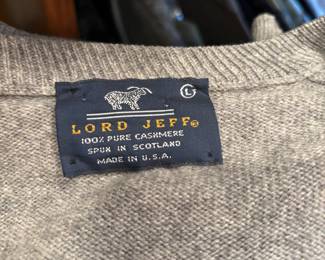 L
LORD JEFF®
100% PURE CASHMERE
SPUN IN SCOTLAND
MADE IN U.S.A.